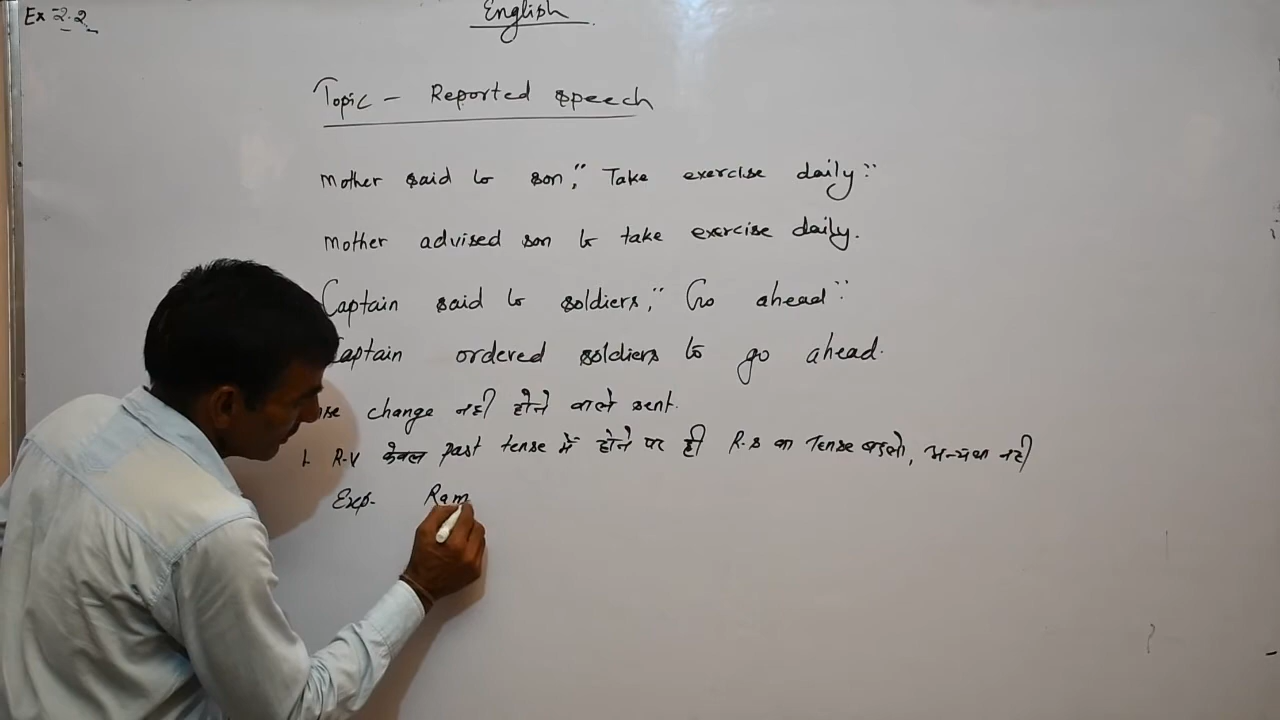 Ex 2.2
English
Topic - Reported speech
Mother said to son," Take exercise daily."
Mother advised son to take exercise daily.
Captain said to soldiers," Go ahead."
Captain ordered soldiers to go ahead.
change नही होने वाले sent.
1. R.V केवल past tense में होने पर ही R.S का Tense बदलो, अन्यथा नही
Exp. Ram